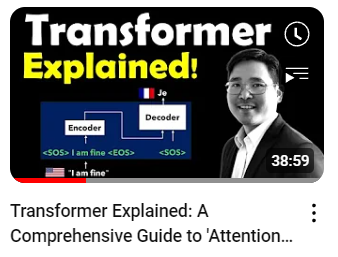 Transformer
Explained!
Je
Decoder
Encoder
<SOS> I am fine <EOS>
<SOS>
"I am fine"
38:59
Transformer Explained: A
Comprehensive Guide to 'Attention...